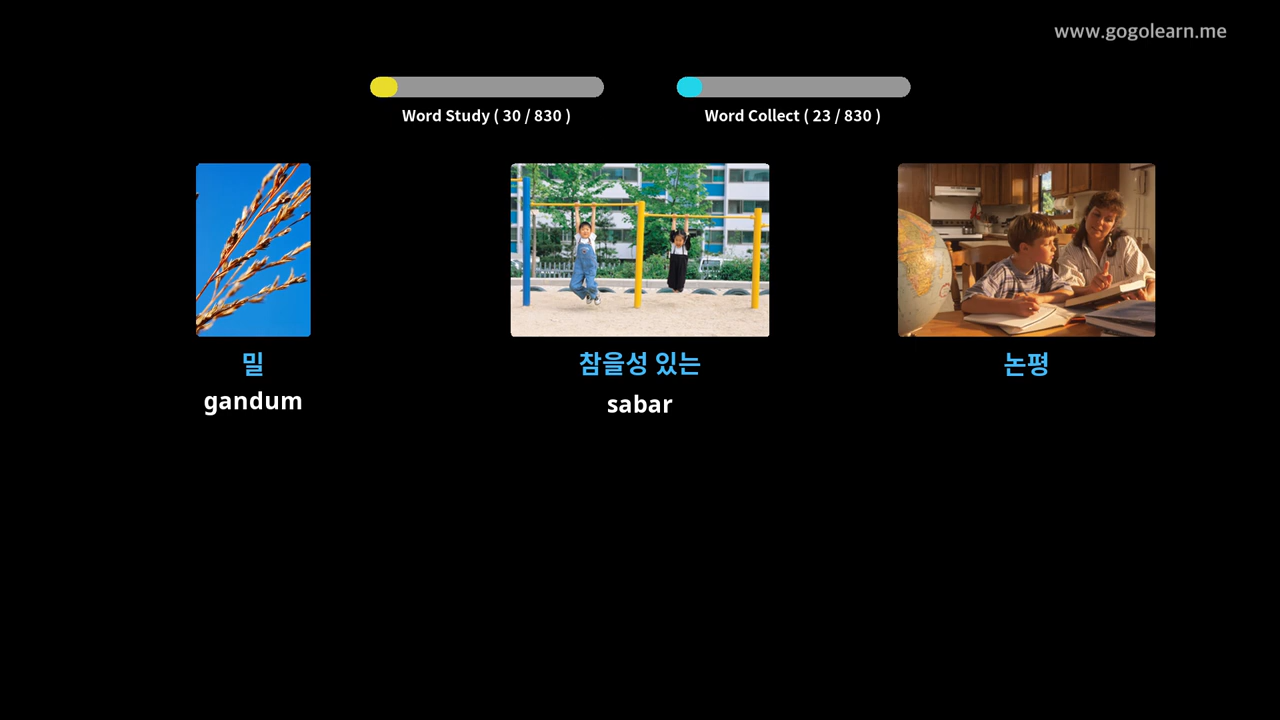 www.gogolearn.me
Word Study ( 30 / 830 )
Word Collect ( 23 / 830 )
밀
gandum
참을성 있는
sabar
논평